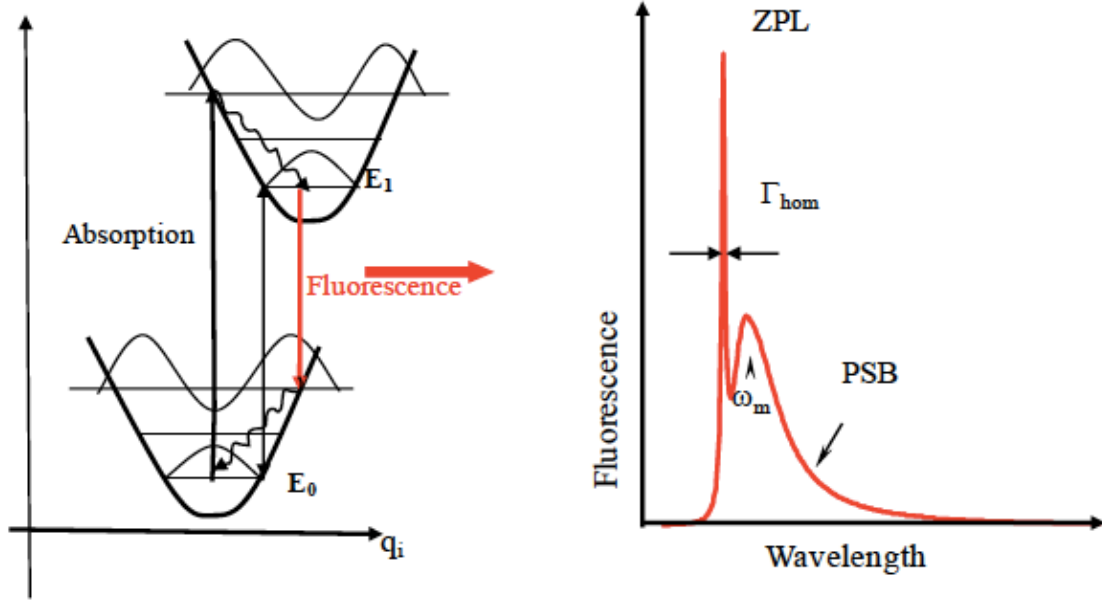 E₁
Absorption
Fluorescence
E₀
qᵢ
ZPL
Γhom
PSB
ωm
Fluorescence
Wavelength